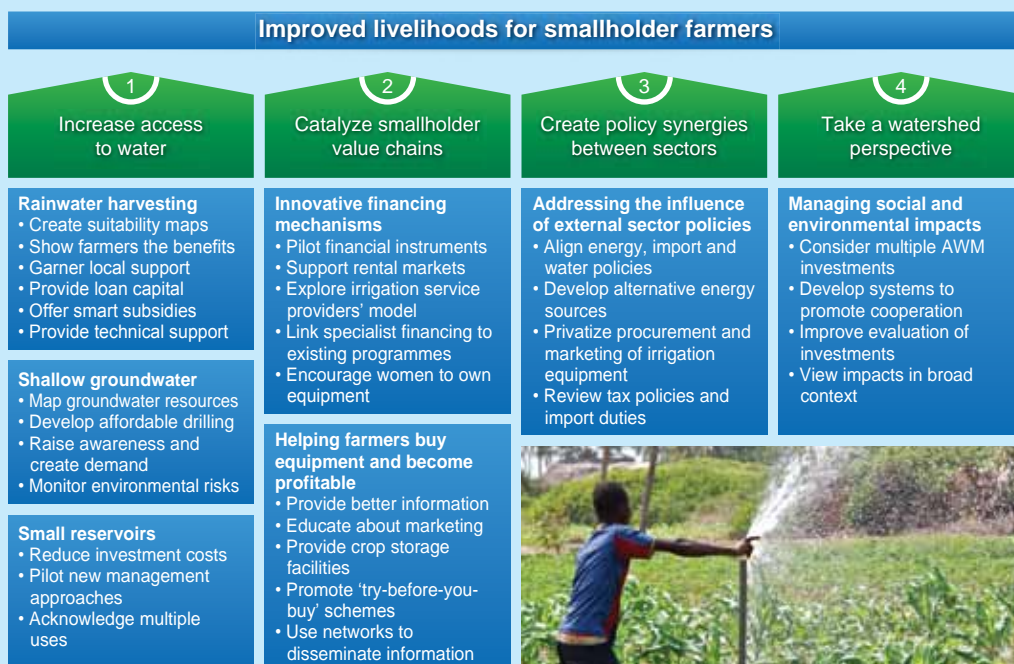 Improved livelihoods for smallholder farmers
1
Increase access
to water
Rainwater harvesting
• Create suitability maps
• Show farmers the benefits
• Garner local support
• Provide loan capital
• Offer smart subsidies
• Provide technical support
Shallow groundwater
• Map groundwater resources
• Develop affordable drilling
• Raise awareness and
create demand
• Monitor environmental risks
Small reservoirs
• Reduce investment costs
• Pilot new management
approaches
• Acknowledge multiple
uses
2
Catalyze smallholder
value chains
Innovative financing
mechanisms
• Pilot financial instruments
• Support rental markets
• Explore irrigation service
providers’ model
• Link specialist financing to
existing programmes
• Encourage women to own
equipment
Helping farmers buy
equipment and become
profitable
• Provide better information
• Educate about marketing
• Provide crop storage
facilities
• Promote ‘try-before-you-
buy’ schemes
• Use networks to
disseminate information
3
Create policy synergies
between sectors
Addressing the influence
of external sector policies
• Align energy, import and
water policies
• Develop alternative energy
sources
• Privatize procurement and
marketing of irrigation
equipment
• Review tax policies and
import duties
4
Take a watershed
perspective
Managing social and
environmental impacts
• Consider multiple AWM
investments
• Develop systems to
promote cooperation
• Improve evaluation of
investments
• View impacts in broad
context